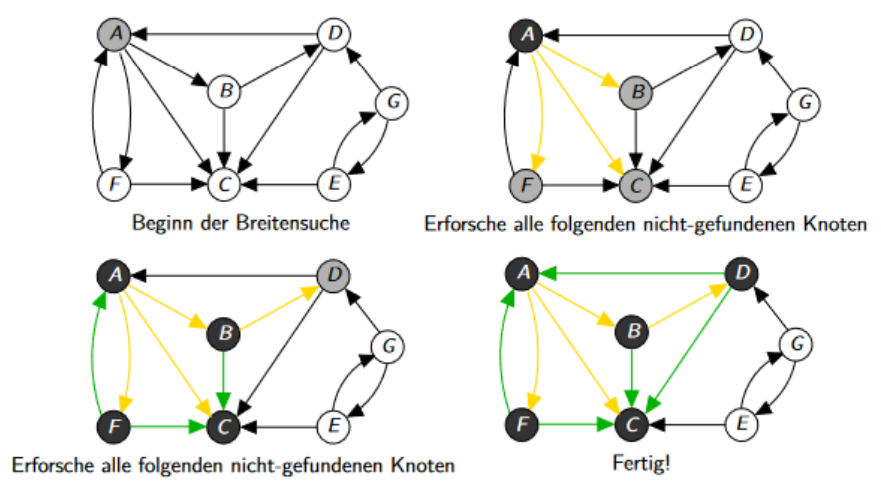 A D A D
B B
G G
F C E F C E
Beginn der Breitensuche Erforsche alle folgenden nicht-gefundenen Knoten
A D A D
B B
G G
F C E F C E
Erforsche alle folgenden nicht-gefundenen Knoten Fertig!